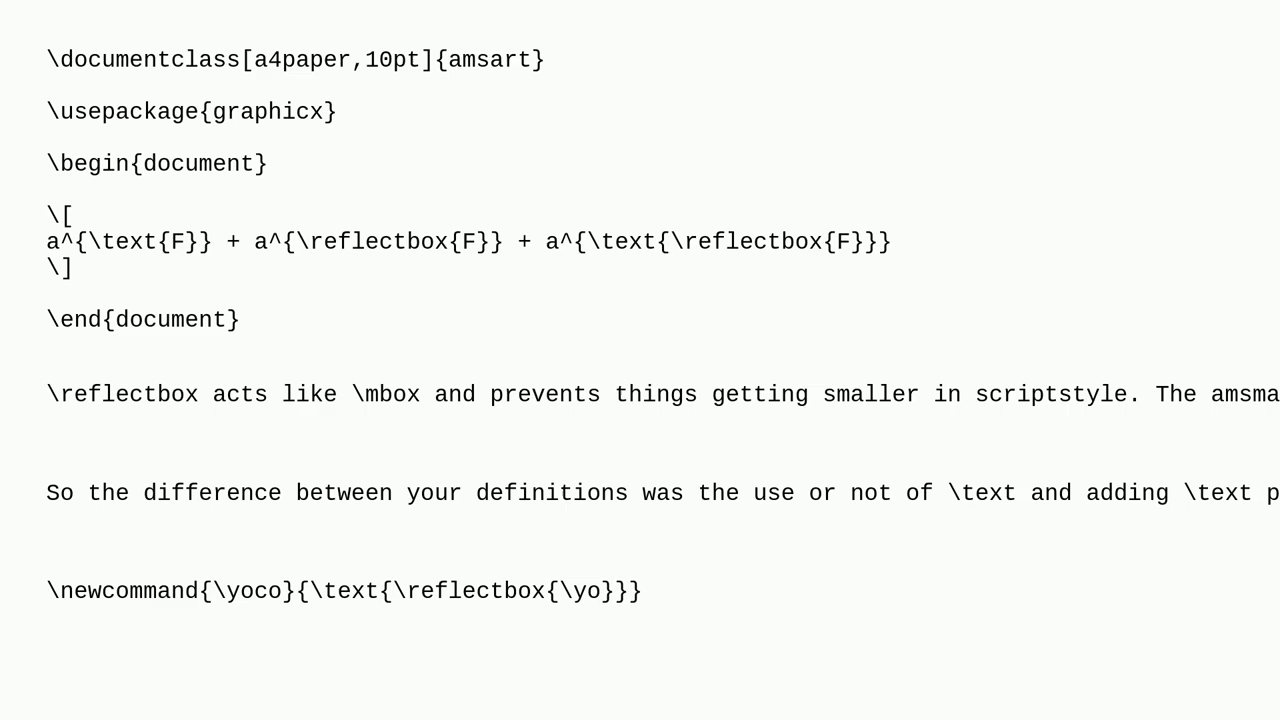 \documentclass[a4paper,10pt]{amsart}
\usepackage{graphicx}
\begin{document}
\[
a^{\text{F}} + a^{\reflectbox{F}} + a^{\text{\reflectbox{F}}}
\]
\end{document}
\reflectbox acts like \mbox and prevents things getting smaller in scriptstyle. The
So the difference between your definitions was the use or not of \text and adding \text
\newcommand{\yoco}{\text{\reflectbox{\yo}}}